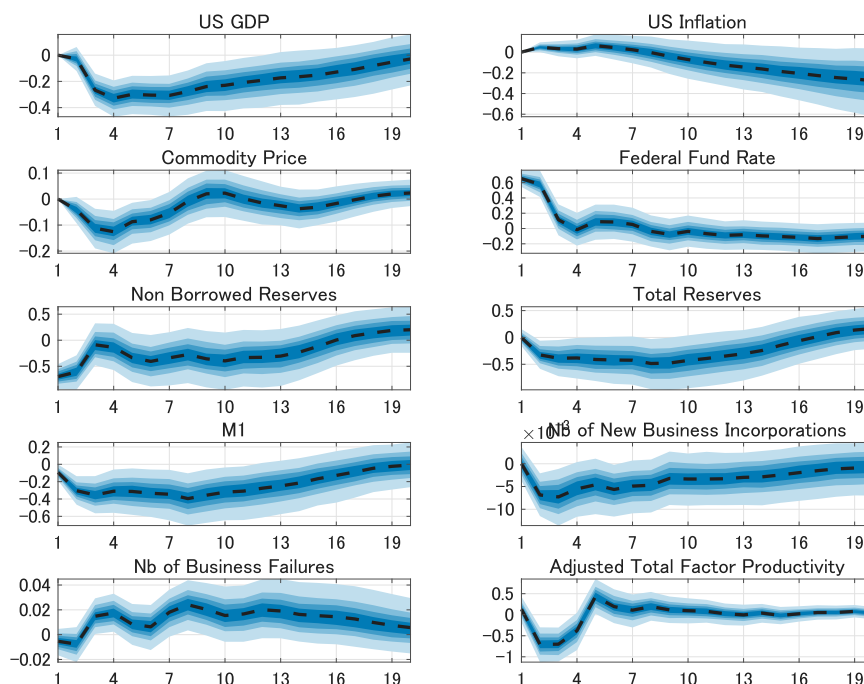 US GDP
0
-0.2
-0.4
1 4 7 10 13 16 19
US Inflation
0
-0.2
-0.4
-0.6
1 4 7 10 13 16 19
Commodity Price
0.1
0
-0.1
-0.2
1 4 7 10 13 16 19
Federal Fund Rate
0.6
0.4
0.2
0
-0.2
1 4 7 10 13 16 19
Non Borrowed Reserves
0.5
0
-0.5
1 4 7 10 13 16 19
Total Reserves
0.5
0
-0.5
1 4 7 10 13 16 19
M1
0.2
0
-0.2
-0.4
-0.6
1 4 7 10 13 16 19
×10⁻³
Nb of New Business Incorporations
0
-5
-10
1 4 7 10 13 16 19
Nb of Business Failures
0.04
0.02
0
-0.02
1 4 7 10 13 16 19
Adjusted Total Factor Productivity
0.5
0
-0.5
-1
1 4 7 10 13 16 19